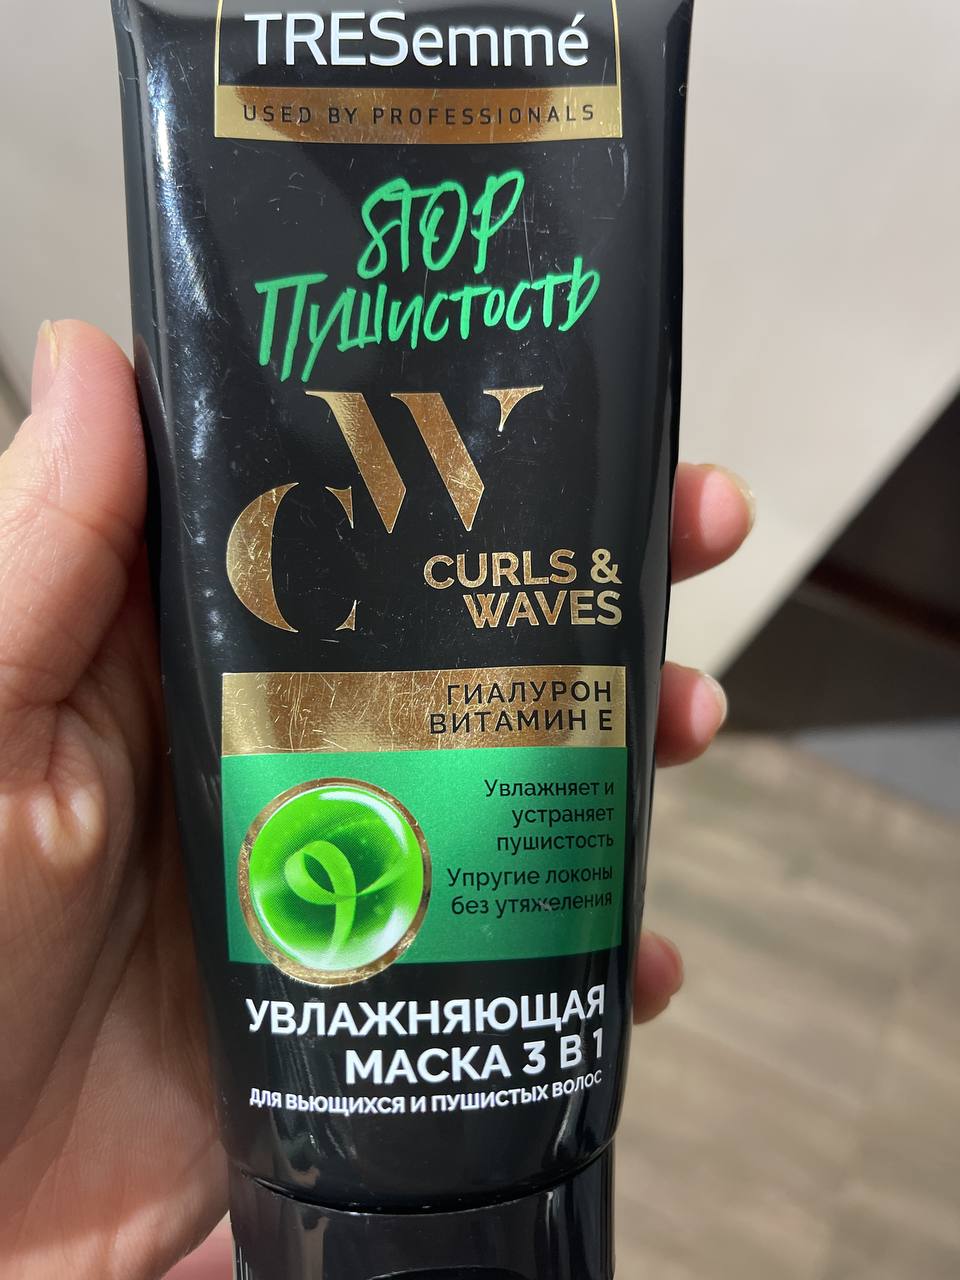 TRESemmé
USED BY PROFESSIONALS
STOP
Пушистость
CW
CURLS &
WAVES
ГИАЛУРОН
ВИТАМИН Е
Увлажняет и
устраняет
пушистость
Упругие локоны
без утяжеления
УВЛАЖНЯЮЩАЯ
МАСКА 3 В 1
ДЛЯ ВЬЮЩИХСЯ И ПУШИСТЫХ ВОЛОС